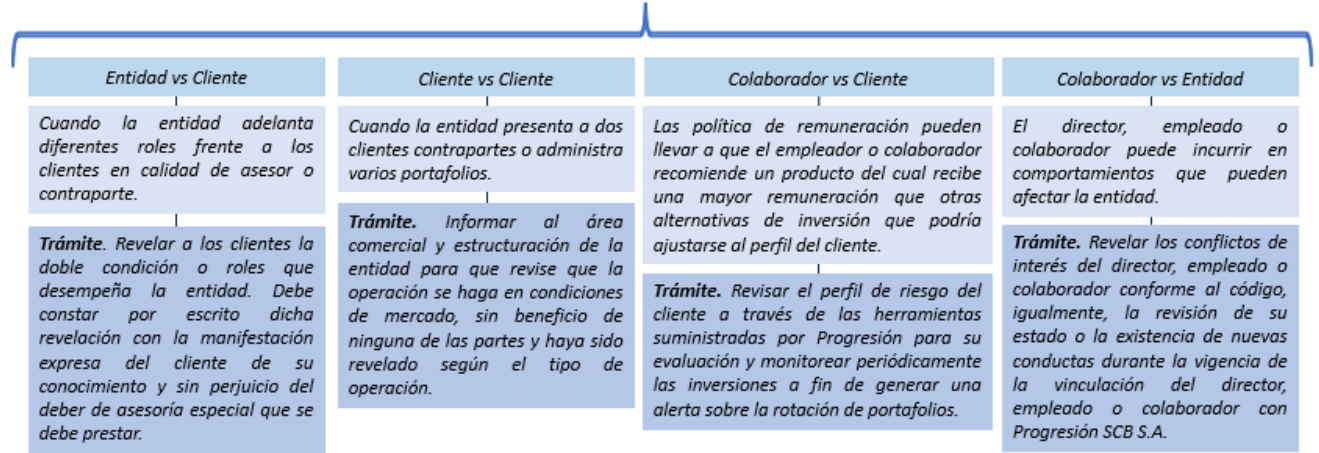 Entidad vs Cliente
Cuando la entidad adelanta
diferentes roles frente a los
clientes en calidad de asesor o
contraparte.
Trámite. Revelar a los clientes la
doble condición o roles que
desempeña la entidad. Debe
constar por escrito dicha
revelación con la manifestación
expresa del cliente de su
conocimiento y sin perjuicio del
deber de asesoría especial que se
debe prestar.
Cliente vs Cliente
Cuando la entidad presenta a dos
clientes contrapartes o administra
varios portafolios.
Trámite. Informar al área
comercial y estructuración de la
entidad para que revise que la
operación se haga en condiciones
de mercado, sin beneficio de
ninguna de las partes y haya sido
revelado según el tipo de
operación.
Colaborador vs Cliente
Las política de remuneración pueden
llevar a que el empleador o colaborador
recomiende un producto del cual recibe
una mayor remuneración que otras
alternativas de inversión que podría
ajustarse al perfil del cliente.
Trámite. Revisar el perfil de riesgo del
cliente a través de las herramientas
suministradas por Progresión para su
evaluación y monitorear periódicamente
las inversiones a fin de generar una
alerta sobre la rotación de portafolios.
Colaborador vs Entidad
El director, empleado o
colaborador puede incurrir en
comportamientos que pueden
afectar la entidad.
Trámite. Revelar los conflictos de
interés del director, empleado o
colaborador conforme al código,
igualmente, la revisión de su
estado o la existencia de nuevas
conductas durante la vigencia de
la vinculación del director,
empleado o colaborador con
Progresión SCB S.A.